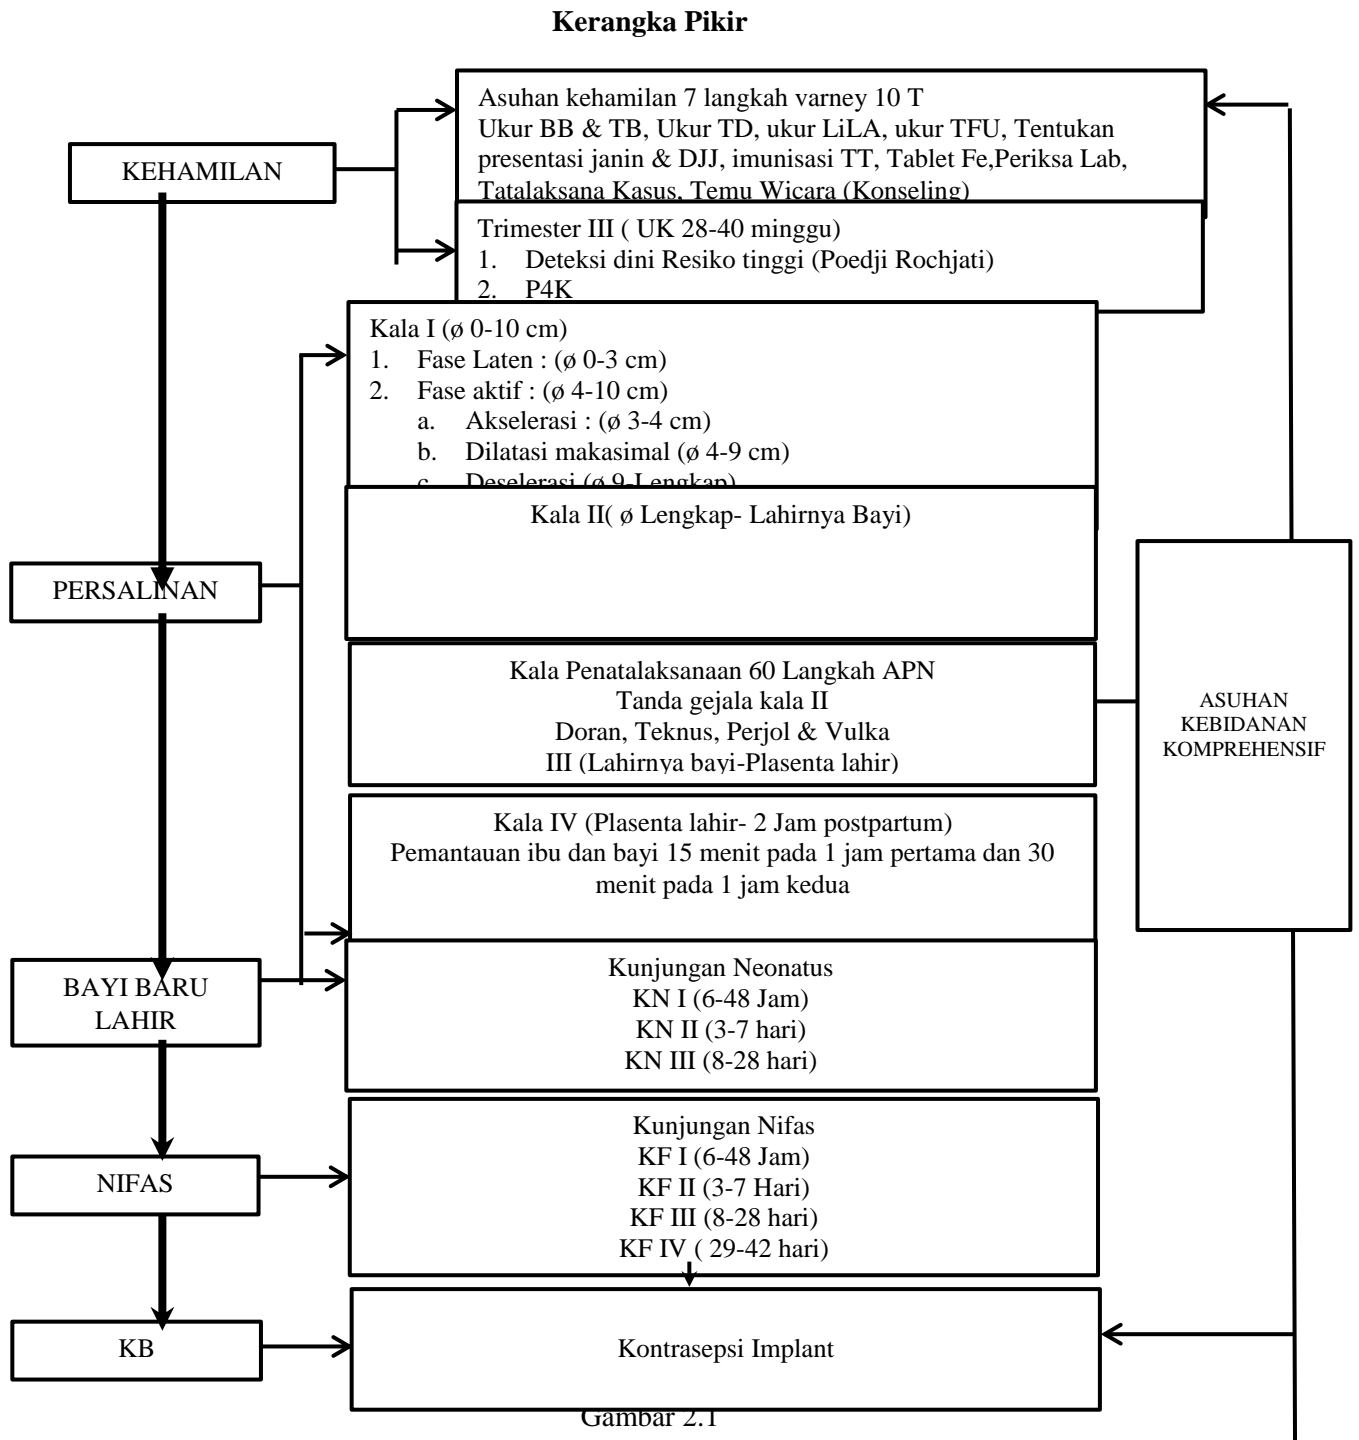 Kerangka Pikir
Asuhan kehamilan 7 langkah varney 10 T
Ukur BB & TB, Ukur TD, ukur LiLA, ukur TFU, Tentukan
presentasi janin & DJJ, imunisasi TT, Tablet Fe,Periksa Lab,
Tatalaksana Kasus, Temu Wicara (Konseling)
KEHAMILAN
Trimester III ( UK 28-40 minggu)
1. Deteksi dini Resiko tinggi (Poedji Rochjati)
2. P4K
Kala I (ø 0-10 cm)
1. Fase Laten : (ø 0-3 cm)
2. Fase aktif : (ø 4-10 cm)
a. Akselerasi : (ø 3-4 cm)
b. Dilatasi makasimal (ø 4-9 cm)
c. Deselerasi (ø 9-Lengkap)
Kala II( ø Lengkap- Lahirnya Bayi)
PERSALINAN
Kala Penatalaksanaan 60 Langkah APN
Tanda gejala kala II
Doran, Teknus, Perjol & Vulka
III (Lahirnya bayi-Plasenta lahir)
ASUHAN
KEBIDANAN
KOMPREHENSIF
Kala IV (Plasenta lahir- 2 Jam postpartum)
Pemantauan ibu dan bayi 15 menit pada 1 jam pertama dan 30
menit pada 1 jam kedua
BAYI BARU
LAHIR
Kunjungan Neonatus
KN I (6-48 Jam)
KN II (3-7 hari)
KN III (8-28 hari)
NIFAS
Kunjungan Nifas
KF I (6-48 Jam)
KF II (3-7 Hari)
KF III (8-28 hari)
KF IV ( 29-42 hari)
KB
Kontrasepsi Implant
Gambar 2.1